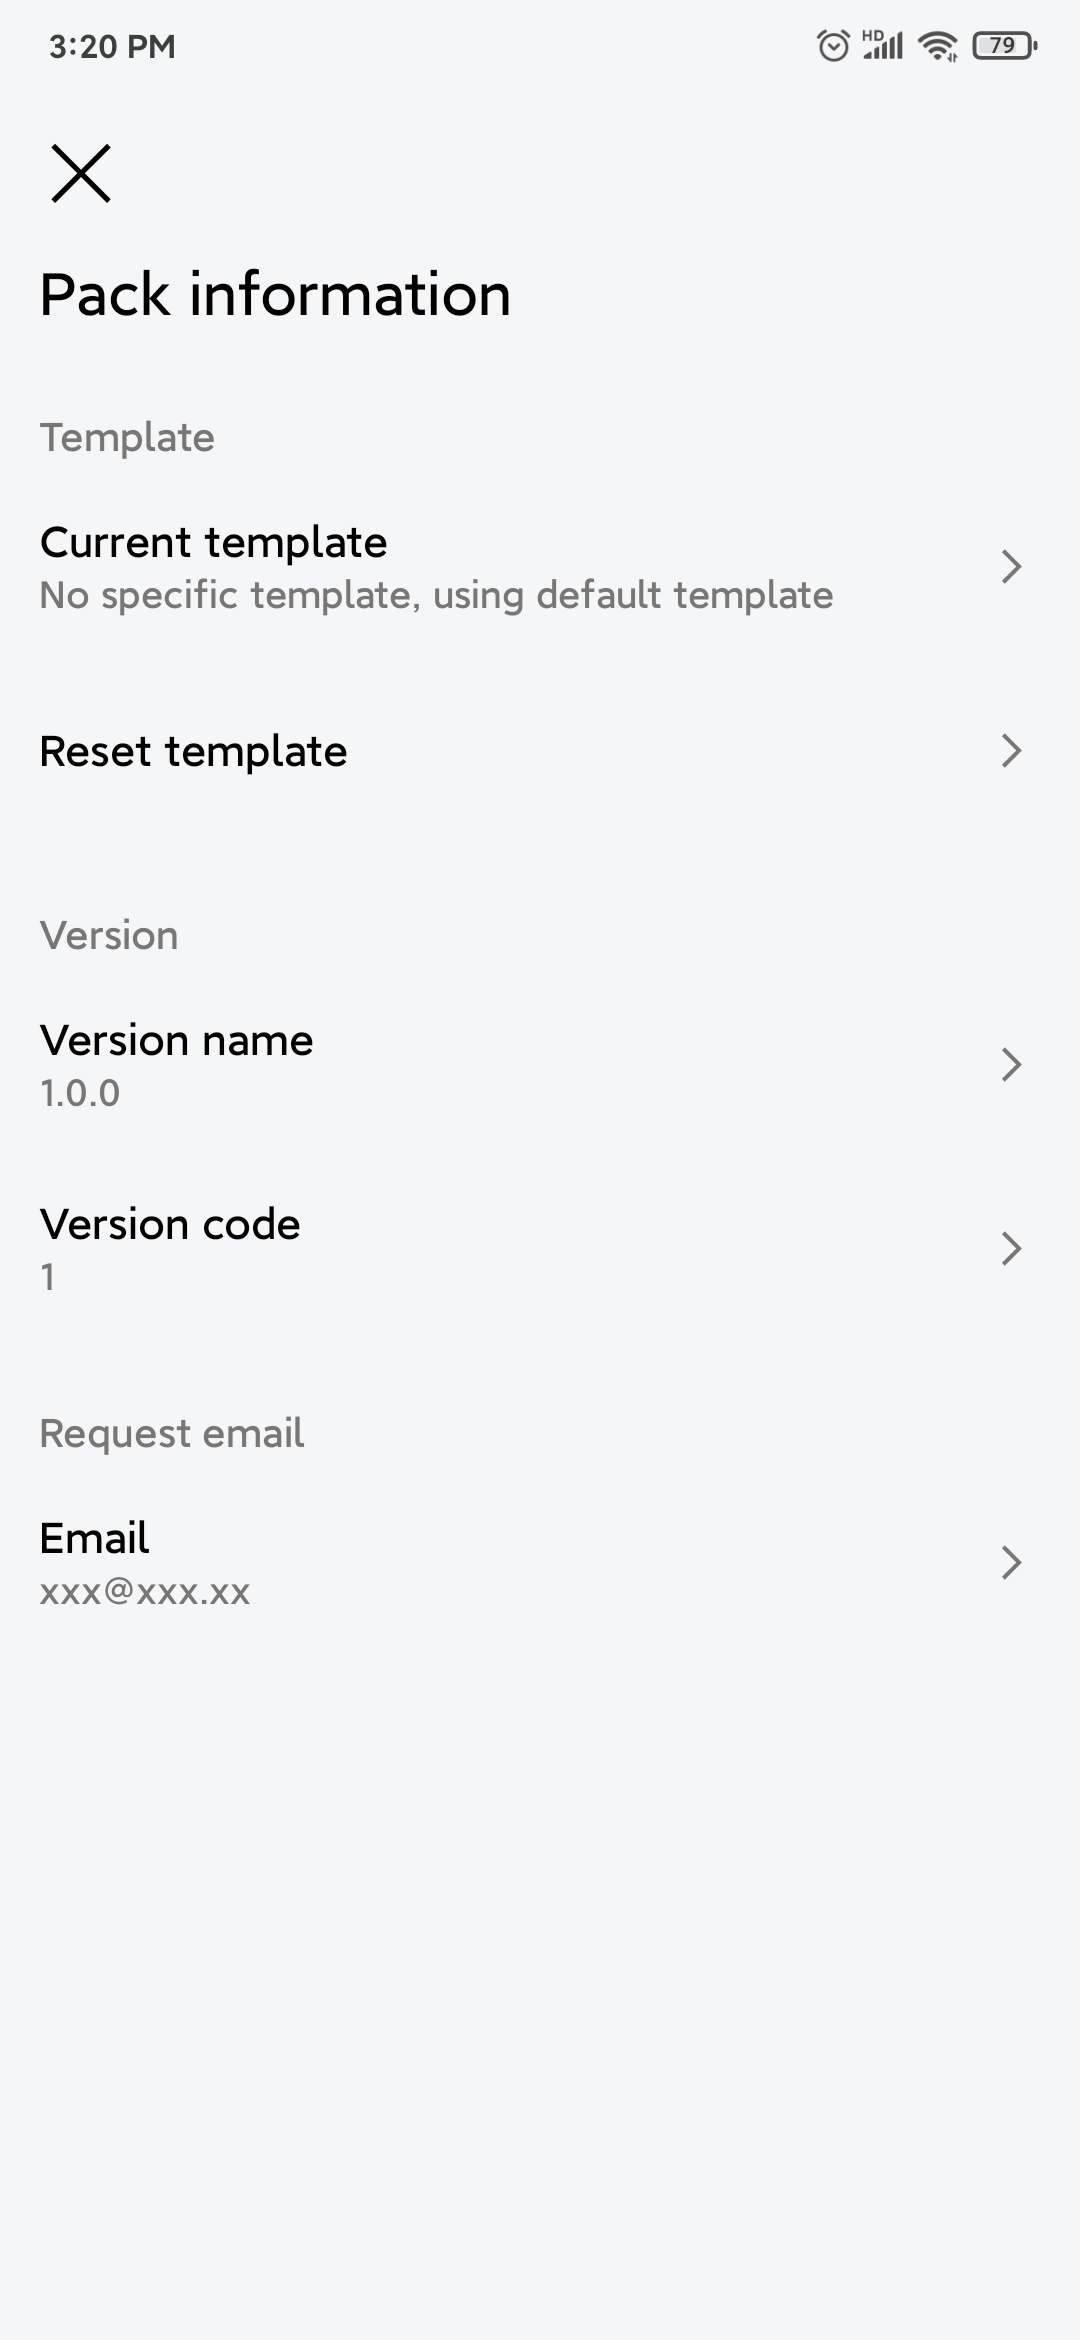 3:20 PM
HD
79
Pack information
Template
Current template
No specific template, using default template
Reset template
Version
Version name
1.0.0
Version code
1
Request email
Email
xxx@xxx.xx